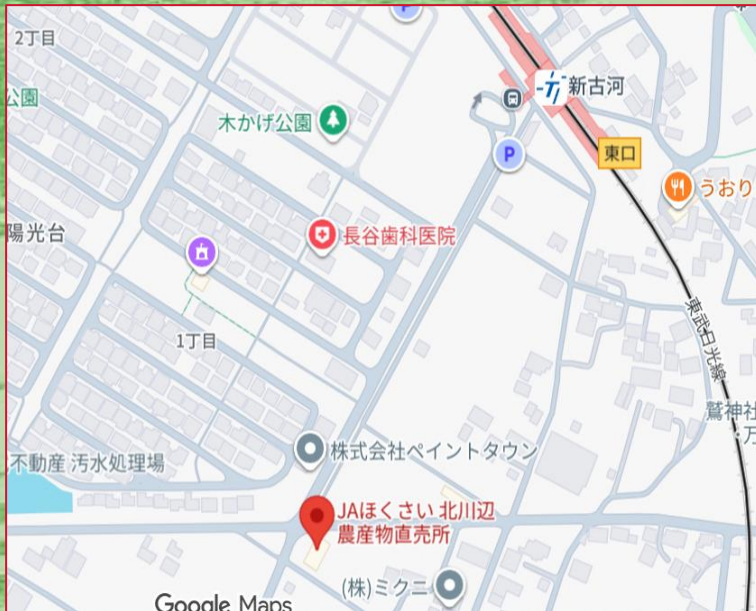 P
2丁目
新古河
公園
木かげ公園
P
東口
うおり
陽光台
長谷歯科医院
1丁目
東武日光線
鷲神社
万
不動産 汚水処理場
株式会社ペイントタウン
JAほくさい 北川辺
農産物直売所
(株)ミクニ
Google Maps